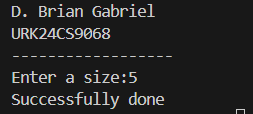 D. Brian Gabriel
URK24CS9068
------------------
Enter a size:5
Successfully done